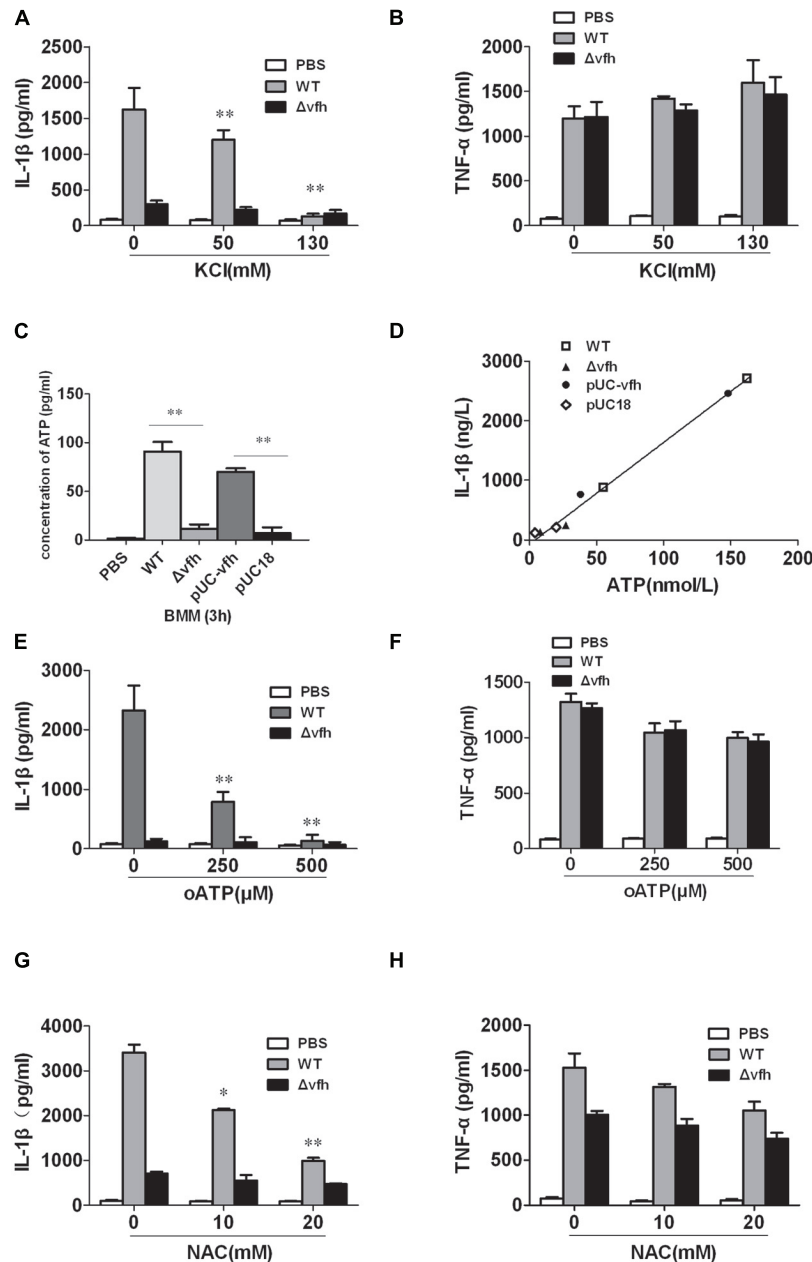 A
IL-1β (pg/ml)
2500
2000
1500
1000
500
0
PBS
WT
Δvfh
**
**
0 50 130
KCl(mM)
B
TNF-α (pg/ml)
2000
1500
1000
500
0
PBS
WT
Δvfh
0 50 130
KCl(mM)
C
concentration of ATP (pg/ml)
150
100
50
0
**
**
PBS WT Δvfh pUC-vfh pUC18
BMM (3h)
D
IL-1β (ng/L)
WT
Δvfh
pUC-vfh
pUC18
3000
2000
1000
0
0 50 100 150 200
ATP(nmol/L)
E
IL-1β (pg/ml)
3000
2000
1000
0
PBS
WT
Δvfh
**
**
0 250 500
oATP(μM)
F
TNF-α (pg/ml)
PBS
WT
Δvfh
1500
1000
500
0
0 250 500
oATP(μM)
G
IL-1β（pg/ml)
4000
3000
2000
1000
0
PBS
WT
Δvfh
*
**
0 10 20
NAC(mM)
H
TNF-α (pg/ml)
2000
1500
1000
500
0
PBS
WT
Δvfh
0 10 20
NAC(mM)